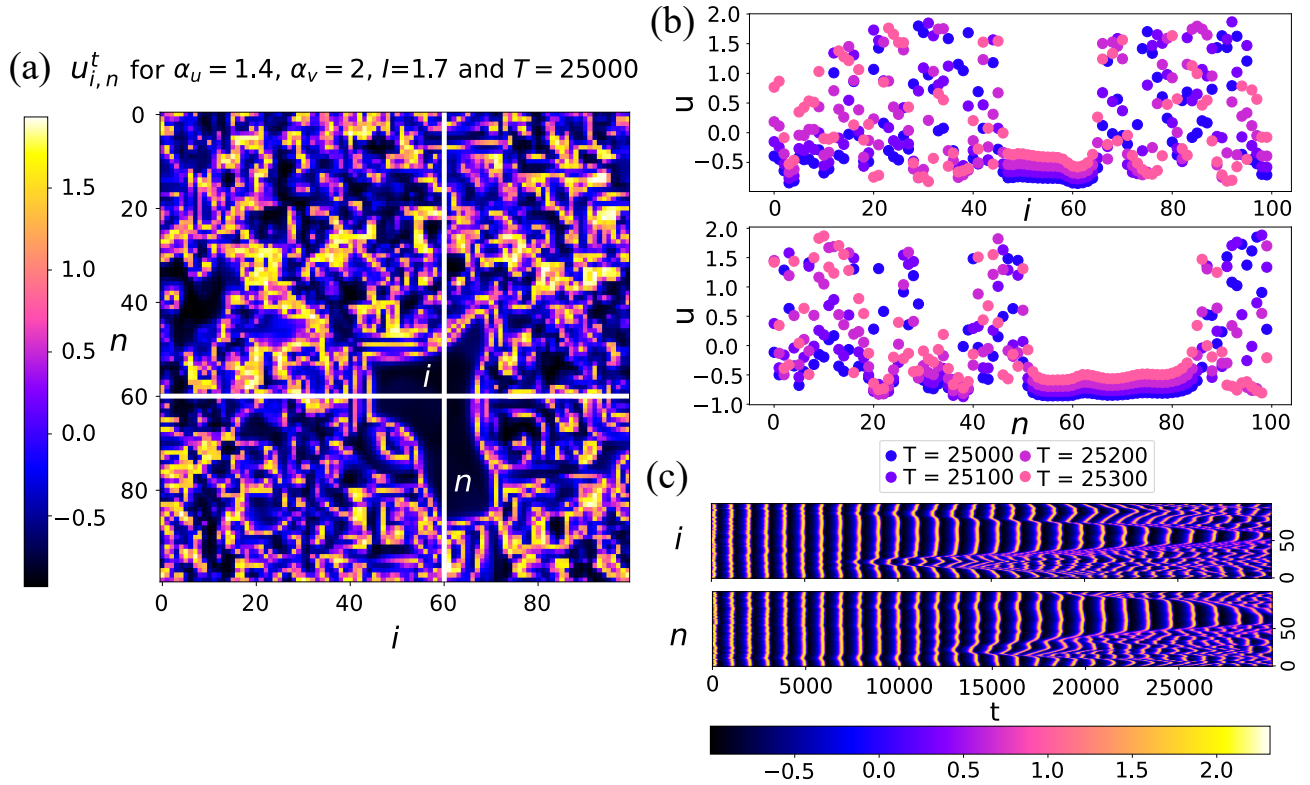 (a) u^t_{i,n} for α_u = 1.4, α_v = 2, I=1.7 and T = 25000
1.5
1.0
0.5
0.0
−0.5
0
20
40
60
80
n
i
n
0 20 40 60 80
i
(b)
2.0
1.5
1.0
0.5
0.0
−0.5
u
0 20 40 60 80 100
i
2.0
1.5
1.0
0.5
0.0
−0.5
−1.0
u
0 20 40 60 80 100
n
T = 25000 T = 25200
T = 25100 T = 25300
(c)
i
50
0
n
50
0
0 5000 10000 15000 20000 25000
t
−0.5 0.0 0.5 1.0 1.5 2.0